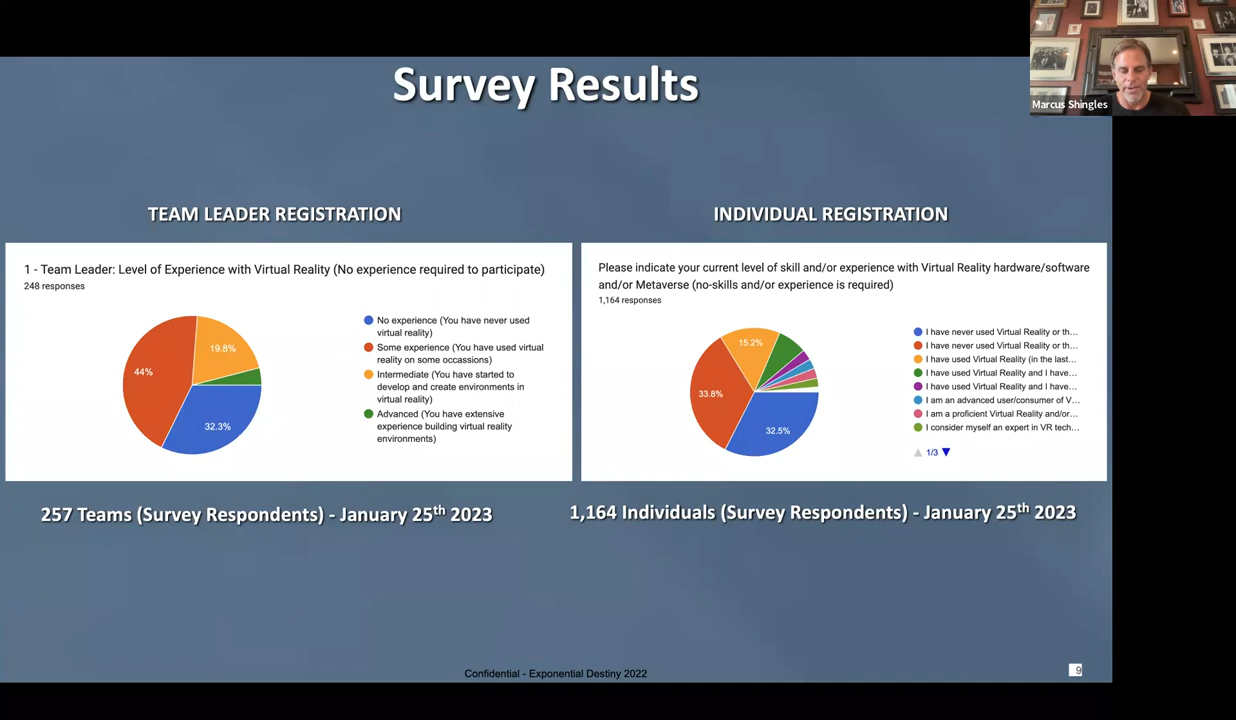 Survey Results
Marcus Shingles
TEAM LEADER REGISTRATION
1 - Team Leader: Level of Experience with Virtual Reality (No experience required to participate)
248 responses
19.8%
44%
32.3%
No experience (You have never used
virtual reality)
Some experience (You have used virtual
reality on some occassions)
Intermediate (You have started to
develop and create environments in
virtual reality)
Advanced (You have extensive
experience building virtual reality
environments)
257 Teams (Survey Respondents) - January 25th 2023
INDIVIDUAL REGISTRATION
Please indicate your current level of skill and/or experience with Virtual Reality hardware/software
and/or Metaverse (no-skills and/or experience is required)
1,164 responses
15.2%
33.8%
32.5%
I have never used Virtual Reality or th...
I have never used Virtual Reality or th...
I have used Virtual Reality (in the last...
I have used Virtual Reality and I have...
I have used Virtual Reality and I have...
I am an advanced user/consumer of V...
I am a proficient Virtual Reality and/or...
I consider myself an expert in VR tech...
1/3
1,164 Individuals (Survey Respondents) - January 25th 2023
Confidential - Exponential Destiny 2022
9